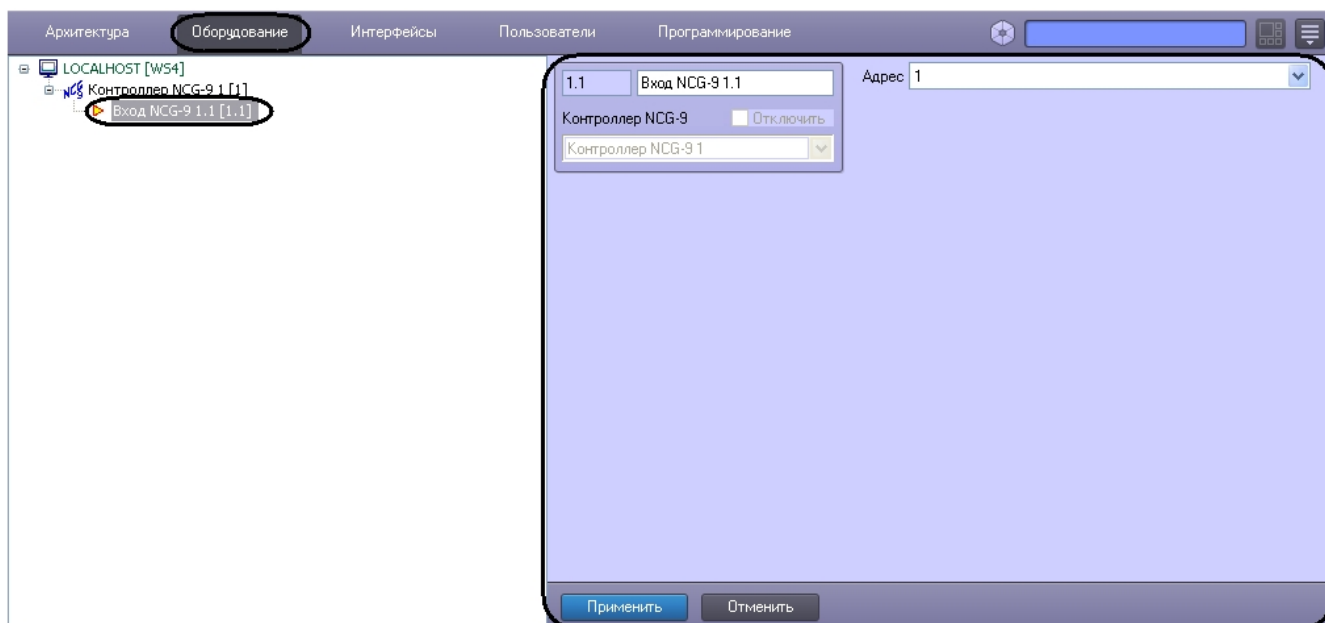 Архитектура Оборудование Интерфейсы Пользователи Программирование
LOCALHOST [WS4]
NCG Контроллер NCG-9 1 [1]
Вход NCG-9 1.1 [1.1]
1.1 Вход NCG-9 1.1
Контроллер NCG-9 Отключить
Контроллер NCG-9 1
Адрес 1
Применить Отменить